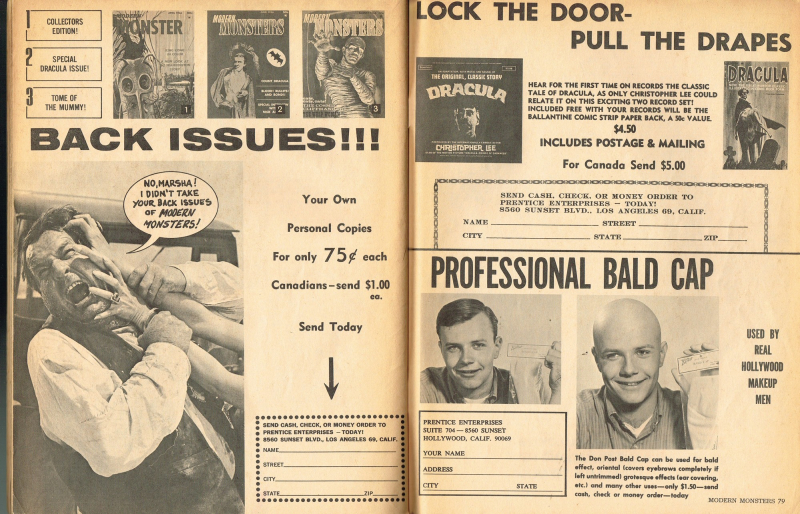 1 COLLECTORS
EDITION!
2 SPECIAL
DRACULA ISSUE!
3 TOME OF
THE MUMMY!
MODERN
MONSTER
1
MODERN
MONSTERS
2
MODERN
MONSTERS
3
BACK ISSUES!!!
NO, MARSHA!
I DIDN'T TAKE
YOUR BACK ISSUES
OF MODERN
MONSTERS!
Your Own
Personal Copies
For only 75¢ each
Canadians—send $1.00
ea.
Send Today
SEND CASH, CHECK, OR MONEY ORDER TO
PRENTICE ENTERPRISES – TODAY!
8560 SUNSET BLVD., LOS ANGELES 69, CALIF.
NAME
STREET
CITY
STATE ZIP
LOCK THE DOOR-
PULL THE DRAPES
THE ORIGINAL, CLASSIC STORY
DRACULA
CHRISTOPHER LEE
HEAR FOR THE FIRST TIME ON RECORDS THE CLASSIC
TALE OF DRACULA, AS ONLY CHRISTOPHER LEE COULD
RELATE IT ON THIS EXCITING TWO RECORD SET!
INCLUDED FREE WITH YOUR RECORDS WILL BE THE
BALLANTINE COMIC STRIP PAPER BACK, A 50c VALUE.
$4.50
INCLUDES POSTAGE & MAILING
For Canada Send $5.00
DRACULA
SEND CASH, CHECK, OR MONEY ORDER TO
PRENTICE ENTERPRISES – TODAY!
8560 SUNSET BLVD., LOS ANGELES 69, CALIF.
NAME STREET
CITY STATE ZIP
PROFESSIONAL BALD CAP
USED BY
REAL
HOLLYWOOD
MAKEUP
MEN
PRENTICE ENTERPRISES
SUITE 704 — 8560 SUNSET
HOLLYWOOD, CALIF. 90069
YOUR NAME
ADDRESS
CITY STATE
The Don Post Bald Cap can be used for bald
effect, oriental (covers eyebrows completely if
left untrimmed) grotesque effects (ear covering,
etc.) and many other uses—only $1.50—send
cash, check or money order—today
MODERN MONSTERS 79